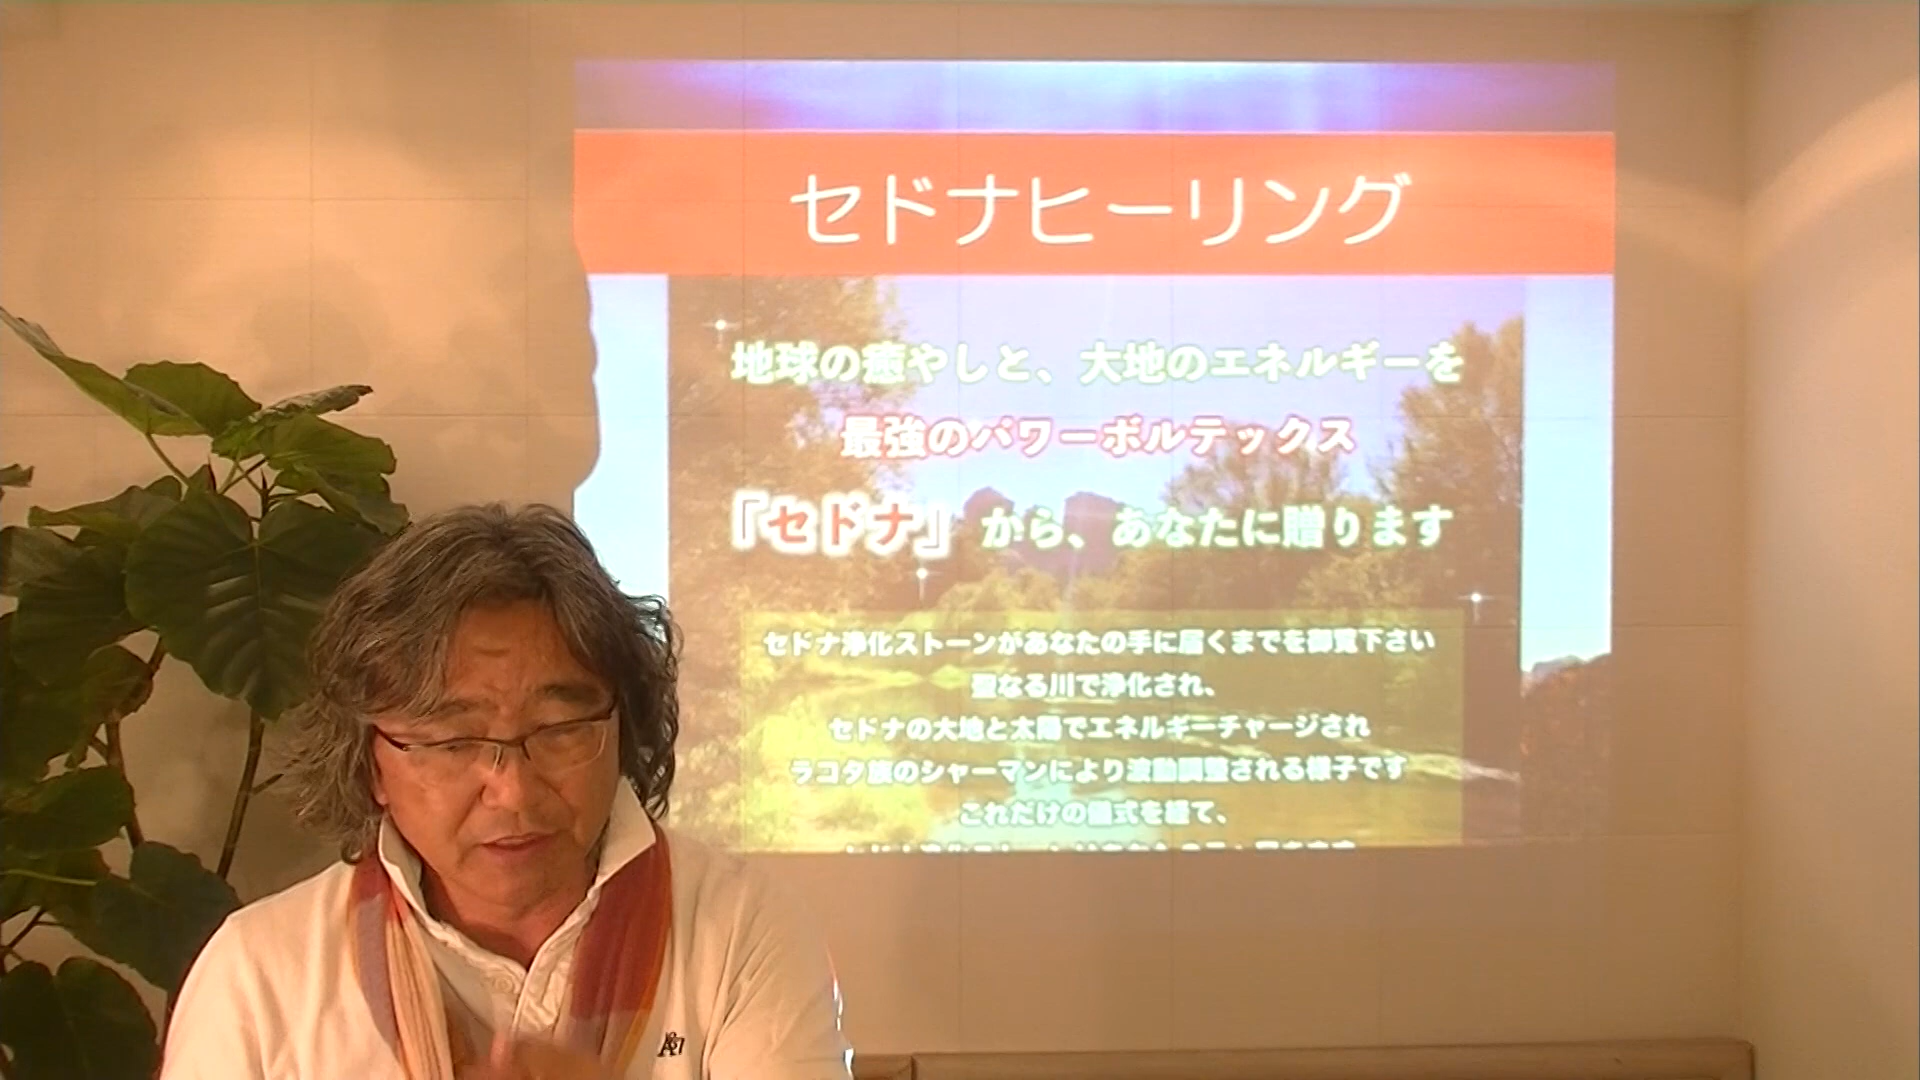 セドナヒーリング
地球の癒やしと、大地のエネルギーを
最強のパワーボルテックス
『セドナ』から、あなたに贈ります
セドナ浄化ストーンがあなたの手に届くまでを御覧下さい
聖なる川で浄化され、
セドナの大地と太陽でエネルギーチャージされ
ラコタ族のシャーマンにより波動調整される様子です
これだけの儀式を経て、